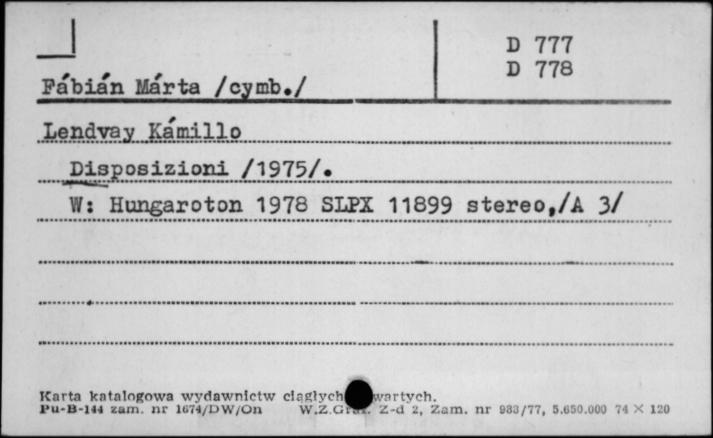 D 777
D 778
Fábián Márta /cymb./
Lendvay Kámillo
Disposizioni /1975/.
W: Hungaroton 1978 SLPX 11899 stereo,/A 3/
Karta katalogowa wydawnictw ciągłych wartych.
Pu-B-144 zam. nr 1674/DW/On W.Z.Graf. Z-d 2, Zam. nr 983/77, 5.650.000 74 × 120